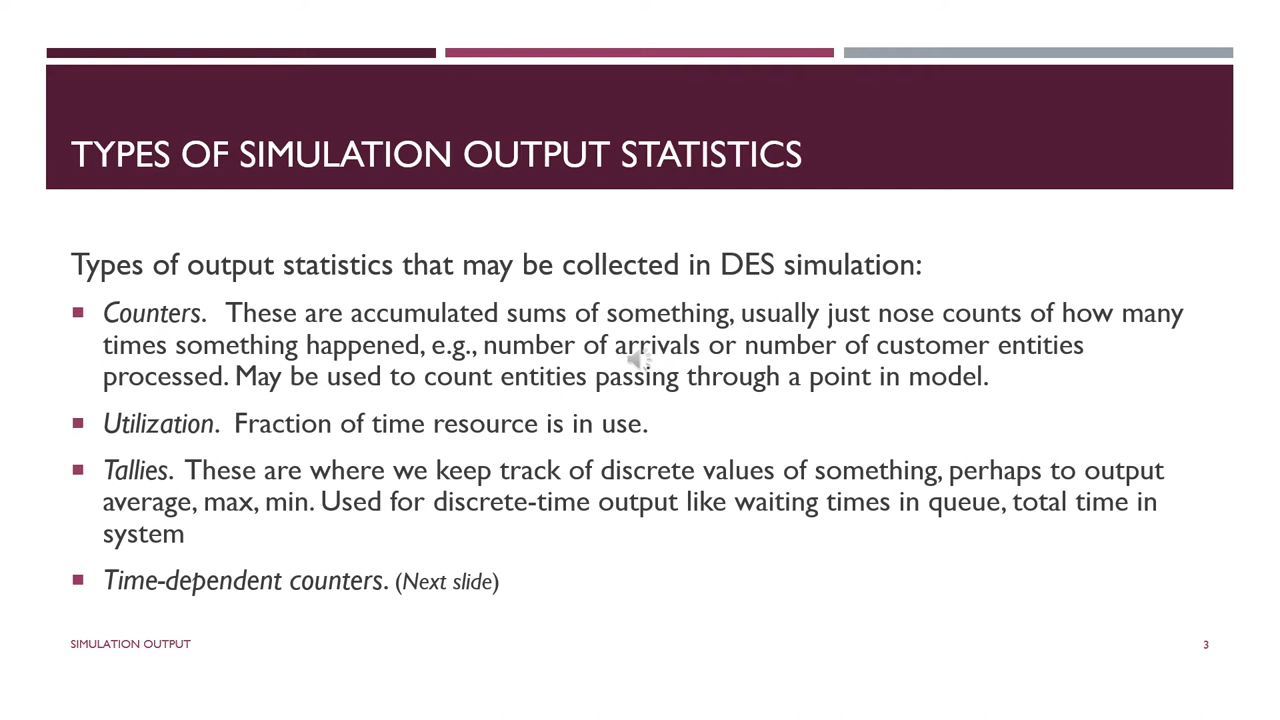 TYPES OF SIMULATION OUTPUT STATISTICS
Types of output statistics that may be collected in DES simulation:
Counters. These are accumulated sums of something, usually just nose counts of how many
times something happened, e.g., number of arrivals or number of customer entities
processed. May be used to count entities passing through a point in model.
Utilization. Fraction of time resource is in use.
Tallies. These are where we keep track of discrete values of something, perhaps to output
average, max, min. Used for discrete-time output like waiting times in queue, total time in
system
Time-dependent counters. (Next slide)
SIMULATION OUTPUT
3